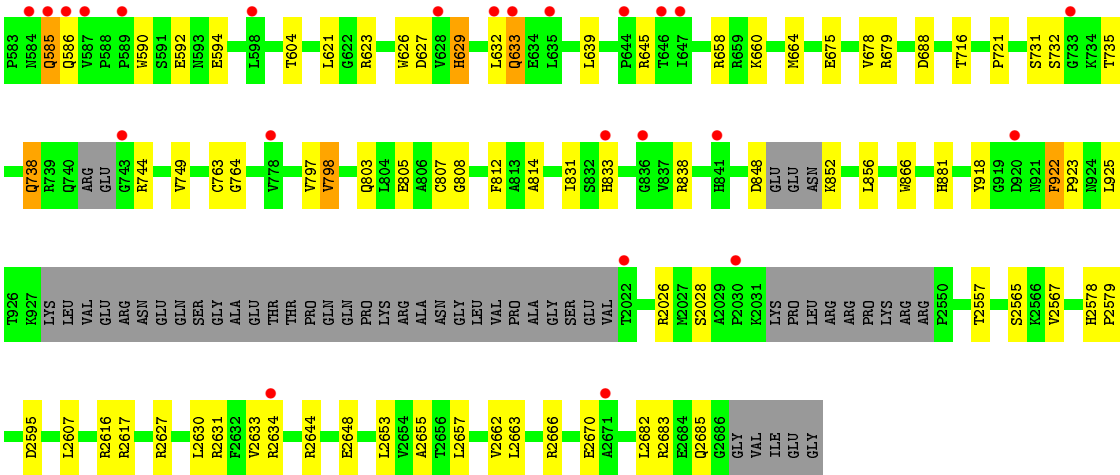 P583 N584 Q585 Q586 V587 P588 P589 W590 S591 E592 N593 E594 L598 T604 L621 G622 R623 W626 D627 V628 H629 L632 Q633 E634 L635 L639 P644 R645 T646 I647 R658 R659 K660 M664 E675 V678 R679 D688 T716 P721 S731 S732 G733 K734 T735
Q738 R739 Q740 ARG GLU G743 R744 V749 C763 G764 V778 V797 V798 Q803 L804 E805 A806 C807 G808 F812 A813 A814 I831 S832 H833 G836 V837 R838 H841 D848 GLU GLU ASN K852 L856 W866 H881 Y918 G919 D920 N921 F922 P923 N924 L925
T926 K927 LYS LEU VAL GLU ARG ASN GLU GLN SER GLY ALA GLU THR THR PRO GLN GLN PRO LYS ARG ALA ASN GLY LEU VAL PRO ALA GLY SER GLU VAL T2022 R2026 M2027 S2028 A2029 P2030 K2031 LYS PRO LEU ARG ARG PRO LYS ARG ARG P2550 T2557 S2565 K2566 V2567 H2578 P2579
D2595 L2607 R2616 R2617 R2627 L2630 R2631 F2632 V2633 R2634 R2644 E2648 L2653 V2654 A2655 T2656 L2657 V2662 L2663 R2666 E2670 A2671 L2682 R2683 E2684 Q2685 G2686 GLY VAL ILE GLU GLY